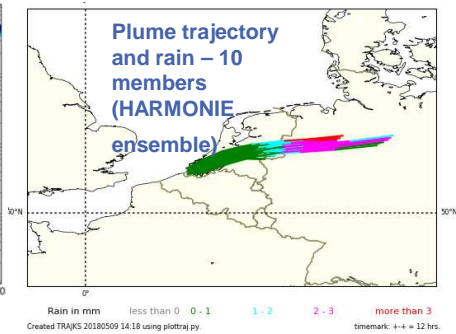 Plume trajectory
and rain – 10
members
(HARMONIE
ensemble)
50°N
0°
Rain in mm less than 0 0 - 1 1 - 2 2 - 3 more than 3
Created TRAJKS 20180509 14:18 using plottraj.py. timemark: +-+ = 12 hrs.